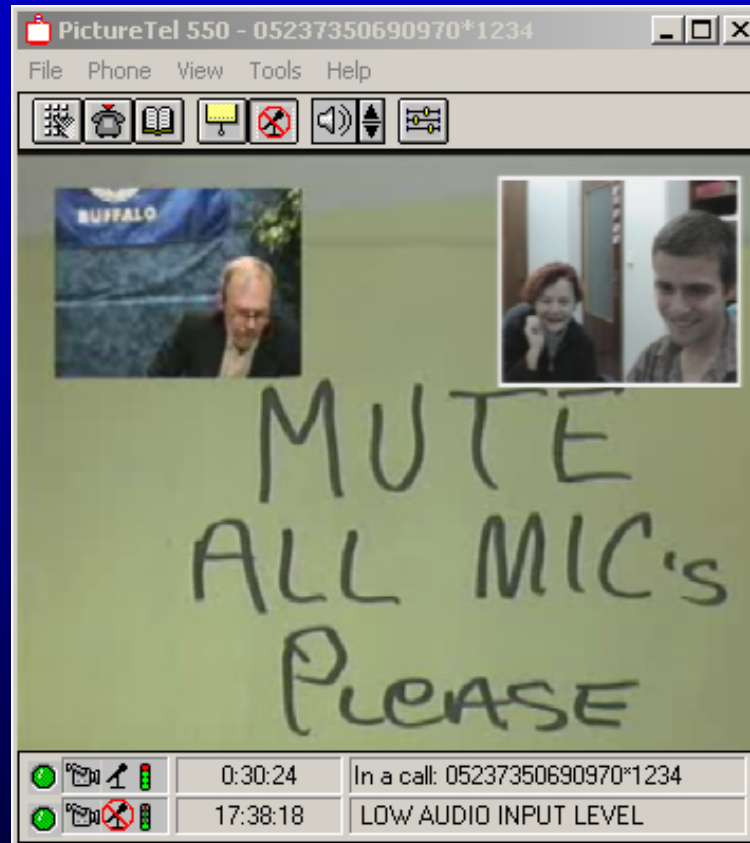 PictureTel 550 - 05237350690970*1234
File Phone View Tools Help
BUFFALO
MUTE
ALL MIC's
PLeASE
0:30:24 In a call: 05237350690970*1234
17:38:18 LOW AUDIO INPUT LEVEL